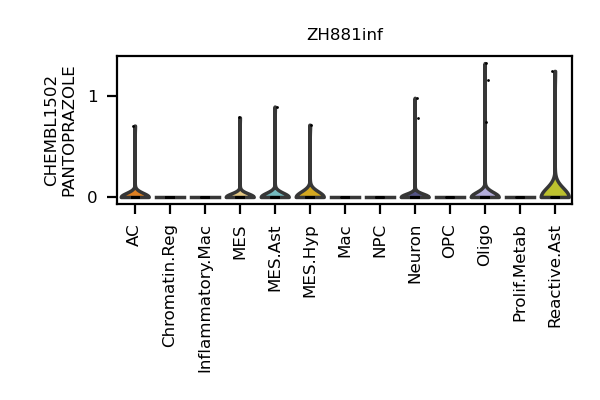 ZH881inf
CHEMBL1502
PANTOPRAZOLE
1
0
AC
Chromatin.Reg
Inflammatory.Mac
MES
MES.Ast
MES.Hyp
Mac
NPC
Neuron
OPC
Oligo
Prolif.Metab
Reactive.Ast